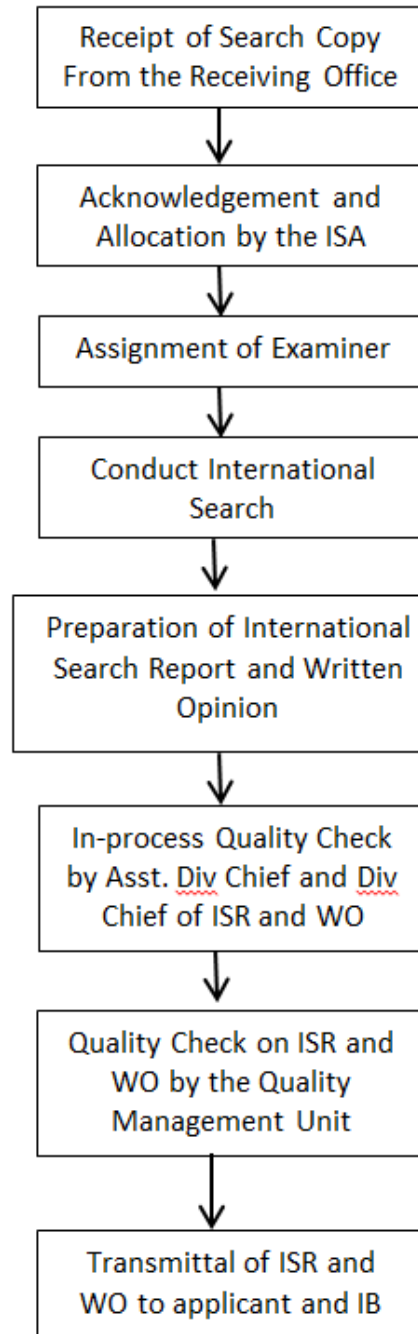 Receipt of Search Copy
From the Receiving Office
Acknowledgement and
Allocation by the ISA
Assignment of Examiner
Conduct International
Search
Preparation of International
Search Report and Written
Opinion
In-process Quality Check
by Asst. Div Chief and Div
Chief of ISR and WO
Quality Check on ISR and
WO by the Quality
Management Unit
Transmittal of ISR and
WO to applicant and IB